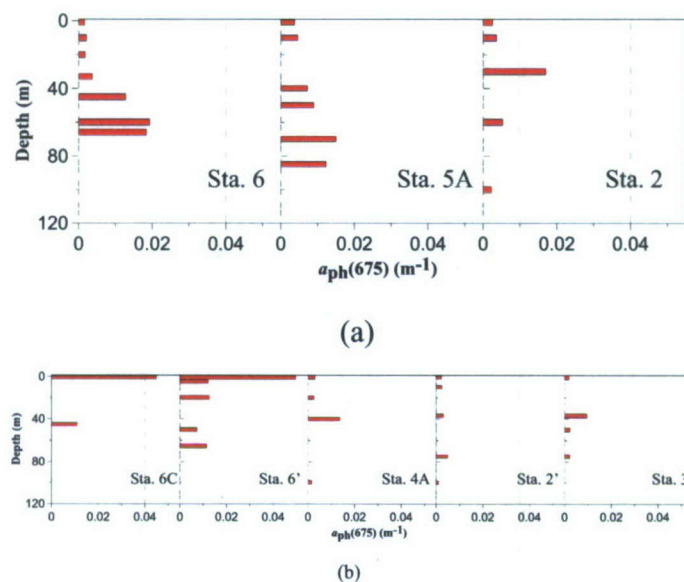 0
40
80
120
Depth (m)
Sta. 6
Sta. 5A
Sta. 2
0 0.02 0.04 0 0.02 0.04 0 0.02 0.04
aph(675) (m-1)
(a)
0
40
80
120
Depth (m)
Sta. 6C
Sta. 6'
Sta. 4A
Sta. 2'
Sta. 3
0 0.02 0.04 0 0.02 0.04 0 0.02 0.04 0 0.02 0.04 0 0.02 0.04
aph(675) (m-1)
(b)